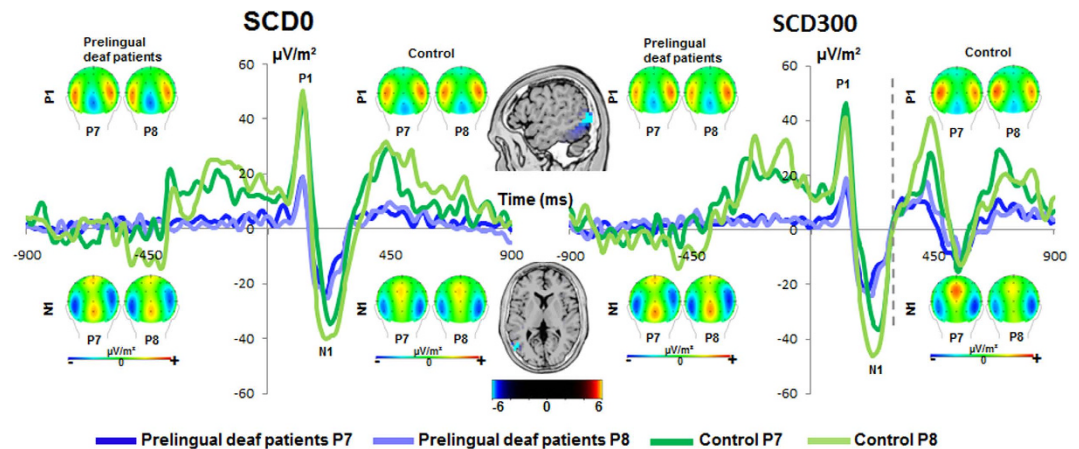 SCD0
SCD300
Prelingual
deaf patients
µV/m²
Control
Prelingual
deaf patients
µV/m²
Control
60
40
20
0
-20
-40
-60
60
40
20
0
-20
-40
-60
P1
P1
P1
P1
P1
P1
P7
P8
P7
P8
P7
P8
P7
P8
Time (ms)
-900
-450
450
900
-900
-450
450
900
N1
N1
N1
N1
N1
N1
P7
P8
P7
P8
P7
P8
P7
P8
µV/m²
- 0 +
µV/m²
- 0 +
µV/m²
- 0 +
µV/m²
- 0 +
-6 0 6
Prelingual deaf patients P7
Prelingual deaf patients P8
Control P7
Control P8